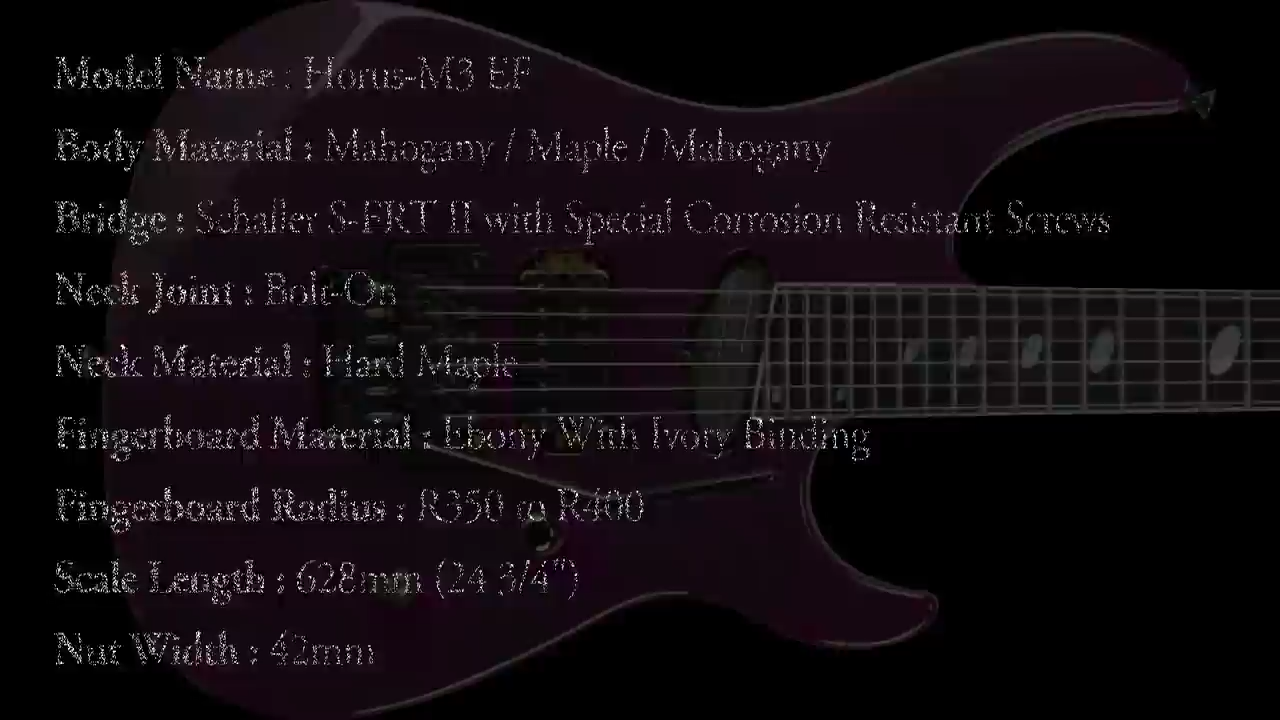 Model Name : Horus-M3 EF
Body Material : Mahogany / Maple / Mahogany
Bridge : Schaller S-FRT II with Special Corrosion Resistant Screws
Neck Joint : Bolt-On
Neck Material : Hard Maple
Fingerboard Material : Ebony With Ivory Binding
Fingerboard Radius : R350 to R400
Scale Length : 628mm (24 3/4")
Nut Width : 42mm